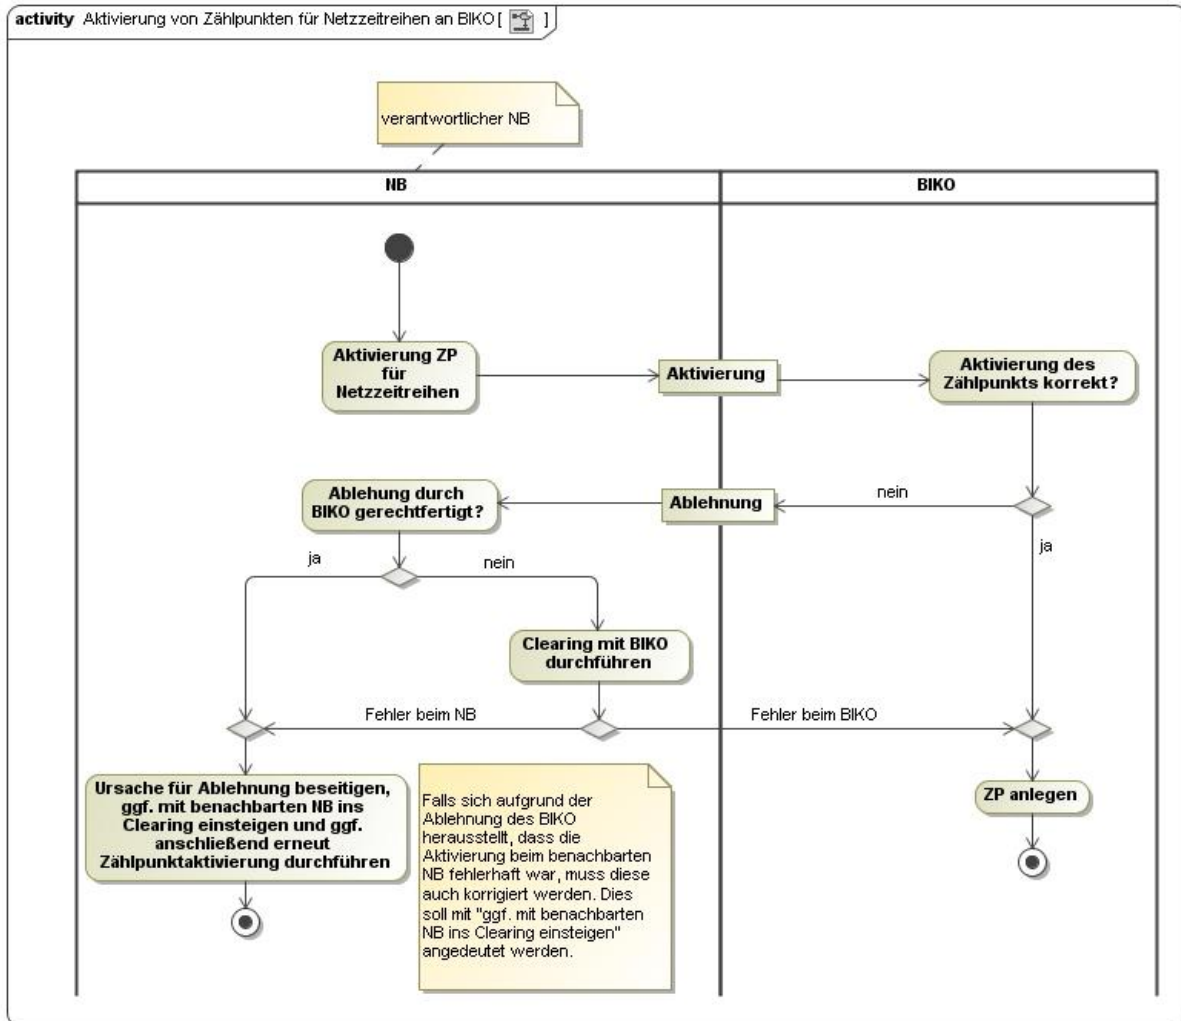 activity Aktivierung von Zählpunkten für Netzzeitreihen an BIKO [ ]
verantwortlicher NB
NB
BIKO
Aktivierung ZP
für
Netzzeitreihen
Aktivierung
Aktivierung des
Zählpunkts korrekt?
Ablehung durch
BIKO gerechtfertigt?
Ablehnung
nein
ja
ja
nein
Clearing mit BIKO
durchführen
Fehler beim NB
Fehler beim BIKO
Ursache für Ablehnung beseitigen,
ggf. mit benachbarten NB ins
Clearing einsteigen und ggf.
anschließend erneut
Zählpunktaktivierung durchführen
Falls sich aufgrund der
Ablehnung des BIKO
herausstellt, dass die
Aktivierung beim benachbarten
NB fehlerhaft war, muss diese
auch korrigiert werden. Dies
soll mit "ggf. mit benachbarten
NB ins Clearing einsteigen"
angedeutet werden.
ZP anlegen